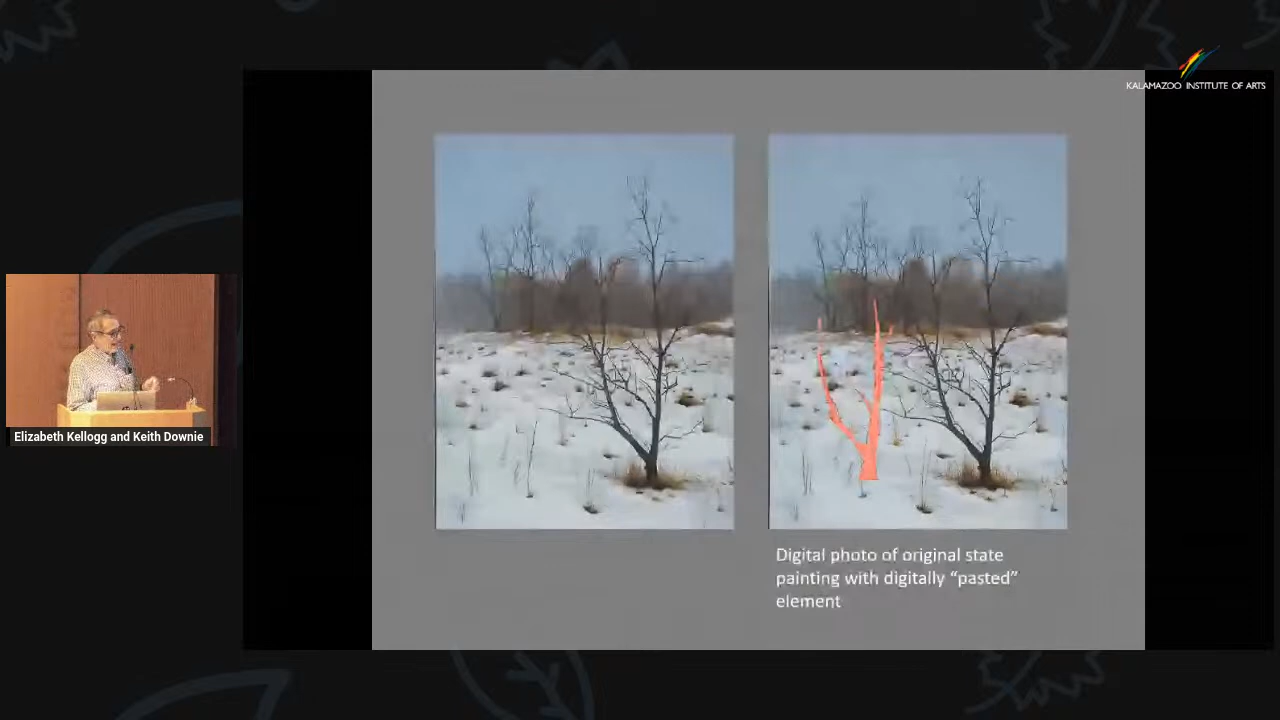 KALAMAZOO INSTITUTE OF ARTS
Elizabeth Kellogg and Keith Downie
Digital photo of original state
painting with digitally “pasted”
element